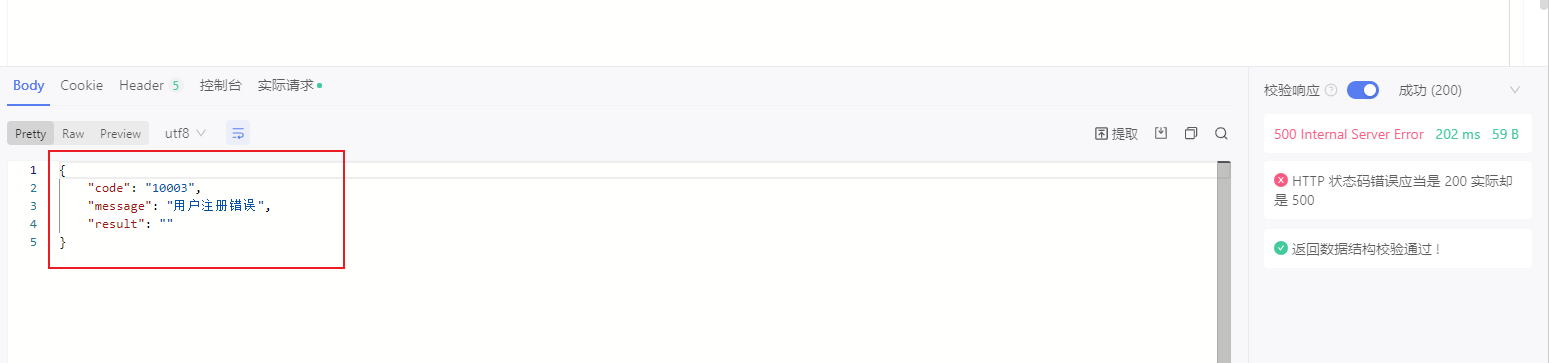 Body Cookie Header 5 控制台 实际请求
Pretty Raw Preview utf8
提取
1 {
2 "code": "10003",
3 "message": "用户注册错误",
4 "result": ""
5 }
校验响应 ? 成功 (200)
500 Internal Server Error 202 ms 59 B
HTTP 状态码错误应当是 200 实际却
是 500
返回数据结构校验通过 !